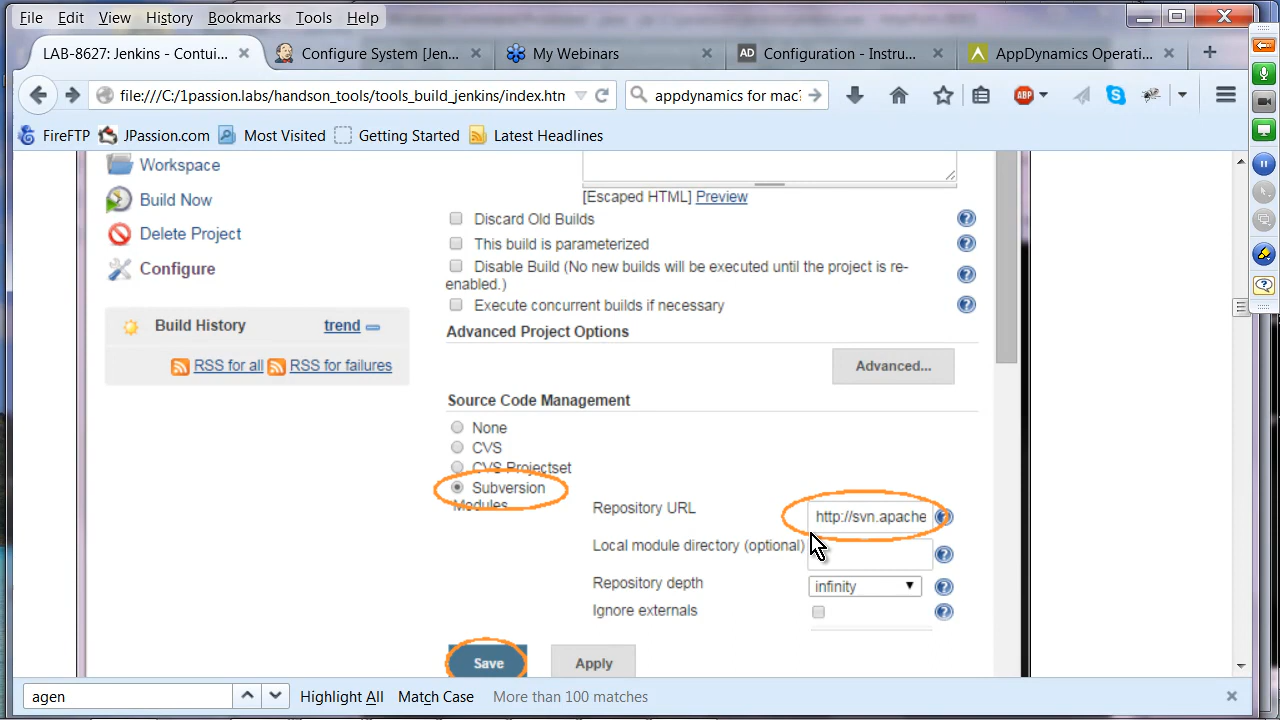 File Edit View History Bookmarks Tools Help
LAB-8627: Jenkins - Contui... Configure System [Jen... My Webinars AD Configuration - Instru... AppDynamics Operati...
file:///C:/1passion.labs/handson_tools/tools_build_jenkins/index.htm appdynamics for mac? ABP
FireFTP JPassion.com Most Visited Getting Started Latest Headlines
Workspace
[Escaped HTML] Preview
Build Now
Discard Old Builds
Delete Project
This build is parameterized
Configure
Disable Build (No new builds will be executed until the project is re-
enabled.)
Execute concurrent builds if necessary
Build History trend
Advanced Project Options
RSS for all RSS for failures
Advanced...
Source Code Management
None
CVS
CVS Projectset
Subversion
Modules
Repository URL http://svn.apache
Local module directory (optional)
Repository depth infinity
Ignore externals
Save Apply
agen Highlight All Match Case More than 100 matches